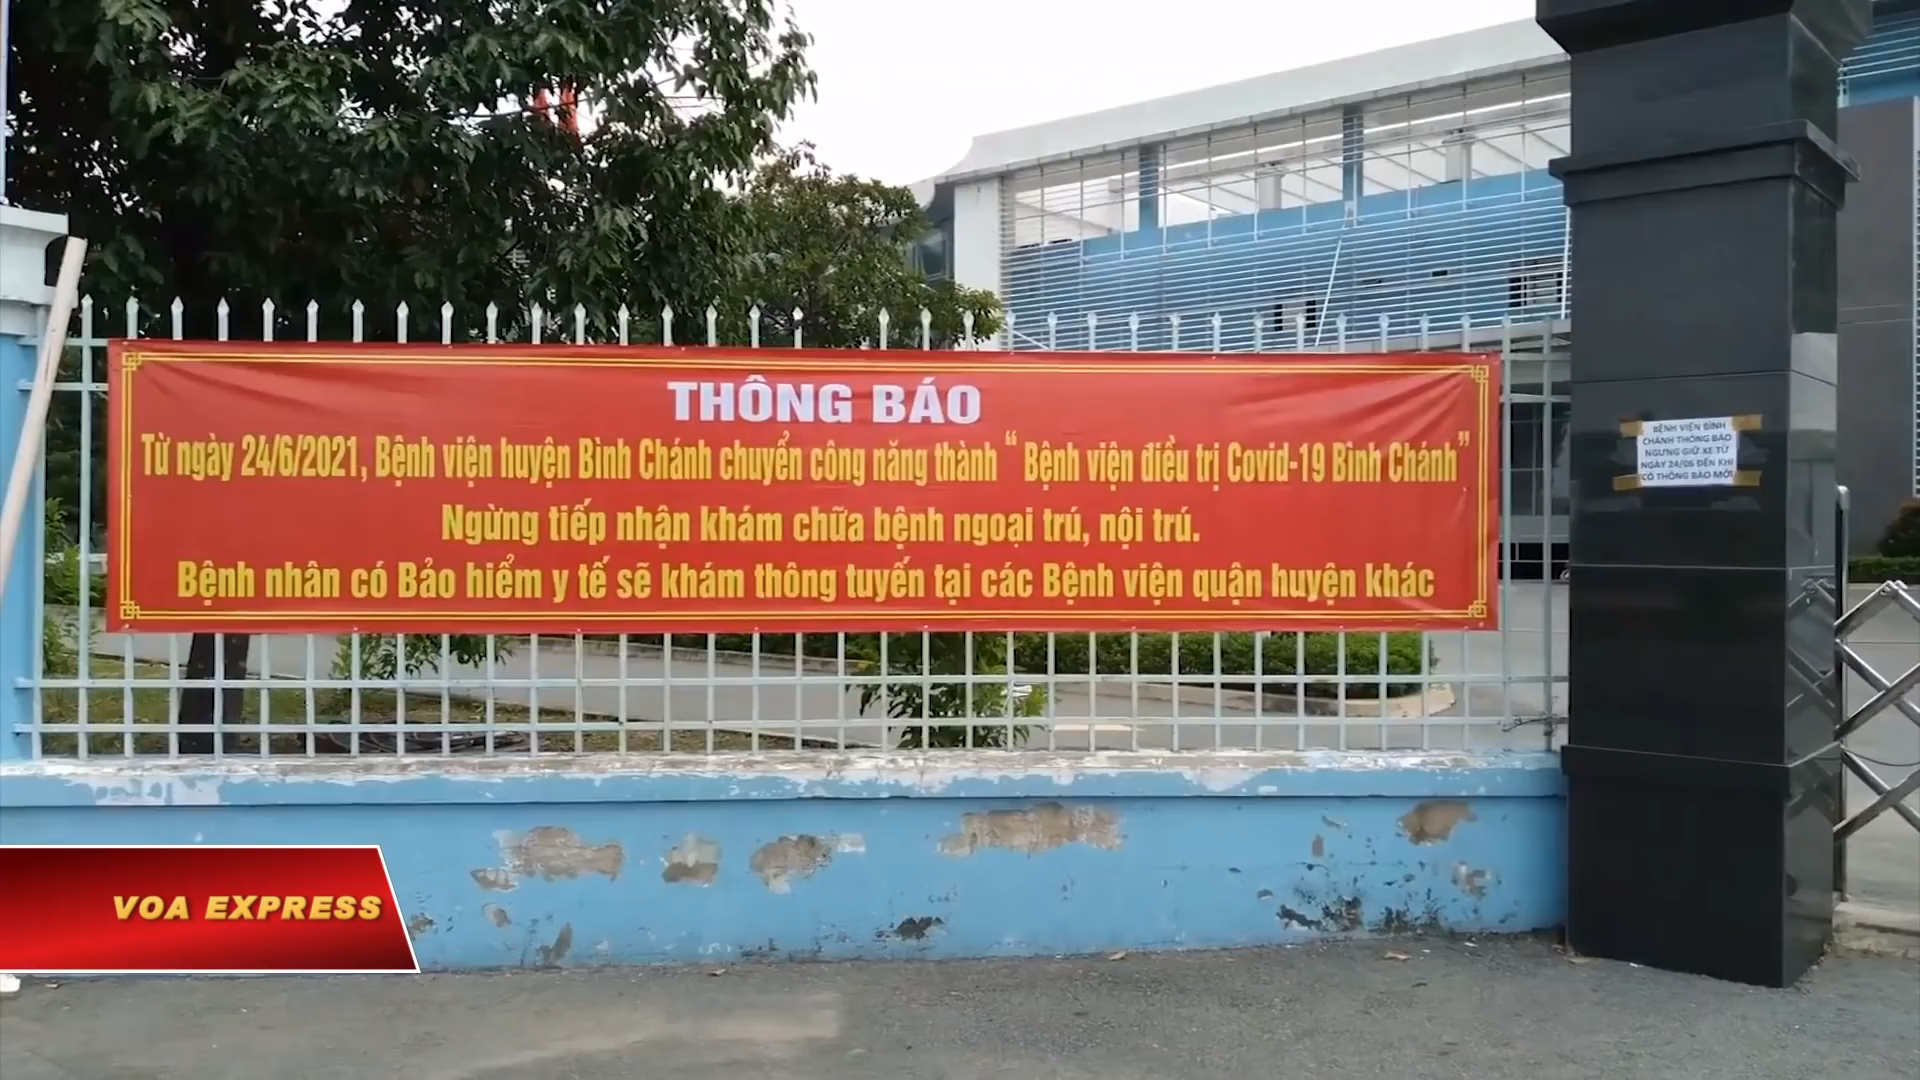 THÔNG BÁO
Từ ngày 24/6/2021, Bệnh viện huyện Bình Chánh chuyển công năng thành “ Bệnh viện điều trị Covid-19 Bình Chánh”
Ngừng tiếp nhận khám chữa bệnh ngoại trú, nội trú.
Bệnh nhân có Bảo hiểm y tế sẽ khám thông tuyến tại các Bệnh viện quận huyện khác
BỆNH VIỆN BÌNH
CHÁNH THÔNG BÁO
NGƯNG GIỮ XE TỪ
NGÀY 24/06 ĐẾN KHI
CÓ THÔNG BÁO MỚI
VOA EXPRESS